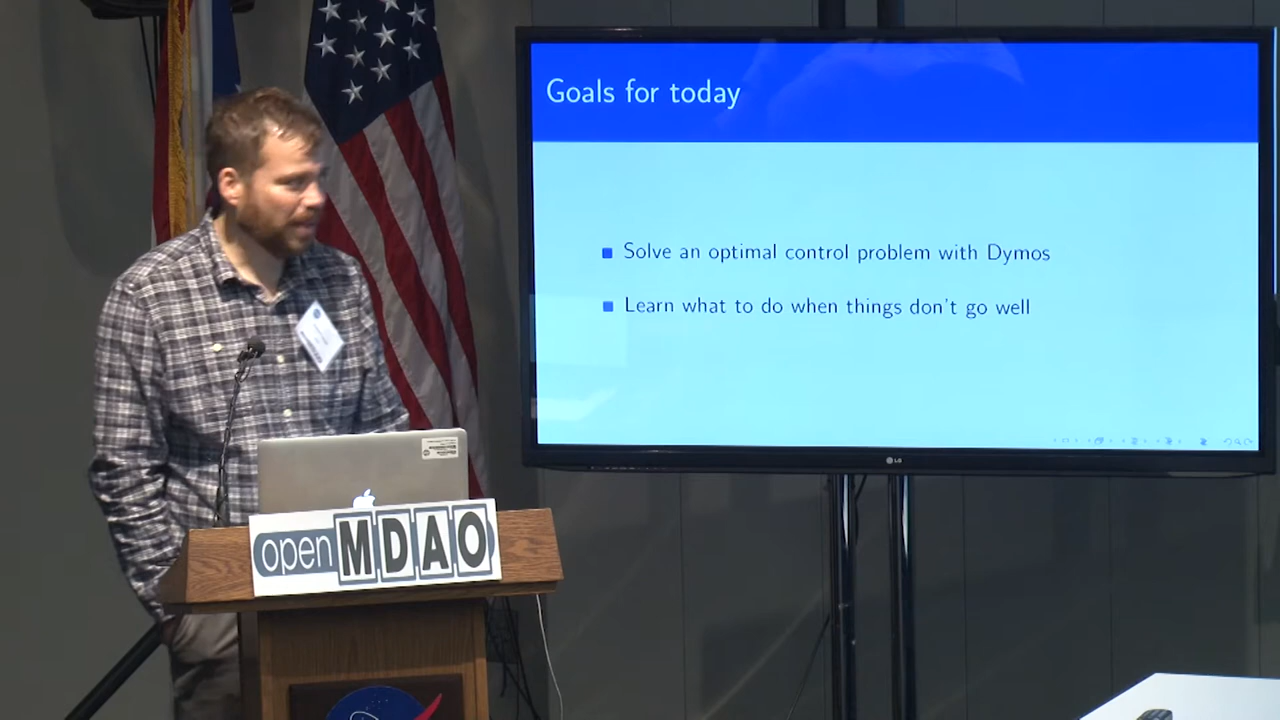 Goals for today
Solve an optimal control problem with Dymos
Learn what to do when things don't go well
LG
openMDAO